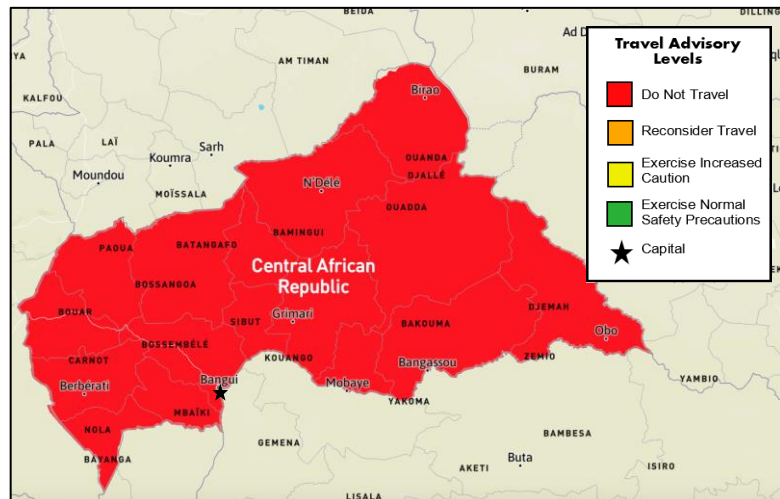 BEIDA
DILLING
Ad D
Travel Advisory
Levels
Do Not Travel
Reconsider Travel
Exercise Increased
Caution
Exercise Normal
Safety Precautions
Capital
AM TIMAN
BURAM
KALFOU
Birao
PALA
LAÏ
Sarh
Koumra
Moundou
MOÏSSALA
OUANDA
DJALLÉ
N'Délé
OUADDA
PAOUA
BATANGAFO
BAMINGUI
Central African
Republic
BOSSANGOA
BOUAR
SIBUT
Grimari
BAKOUMA
DJEMAH
Obo
BOSSEMBÉLÉ
CARNOT
KOUANGO
ZEMIO
Bangui
Bangassou
Berbérati
Mobaye
YAMBIO
YAKOMA
MBAÏKI
NOLA
BAYANGA
GEMENA
BAMBESA
Buta
AKETI
ISIRO
LISALA